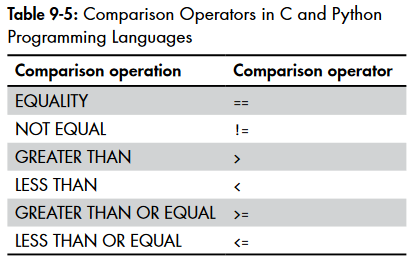 Table 9-5: Comparison Operators in C and Python
Programming Languages
Comparison operation Comparison operator
EQUALITY ==
NOT EQUAL !=
GREATER THAN >
LESS THAN <
GREATER THAN OR EQUAL >=
LESS THAN OR EQUAL <=